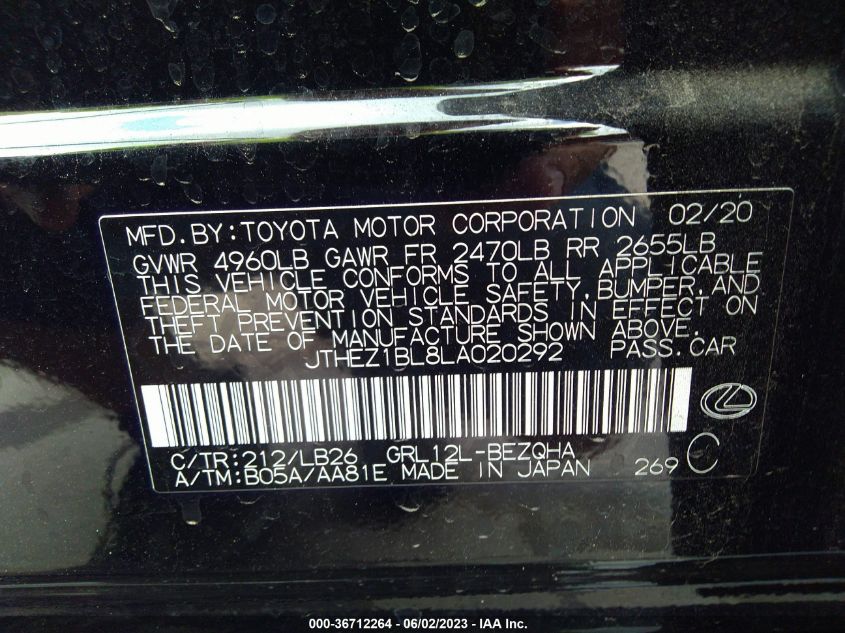 MFD.BY:TOYOTA MOTOR CORPORATION 02/20
GVWR 4960LB GAWR FR 2470LB RR 2655LB
THIS VEHICLE CONFORMS TO ALL APPLICABLE
FEDERAL MOTOR VEHICLE SAFETY,BUMPER,AND
THEFT PREVENTION STANDARDS IN EFFECT ON
THE DATE OF MANUFACTURE SHOWN ABOVE.
JTHEZ1BL8LA020292 PASS.CAR
C/TR:212/LB26 GRL12L-BEZQHA
A/TM:B05A/AA81E MADE IN JAPAN 269 C
000-36712264 - 06/02/2023 - IAA Inc.